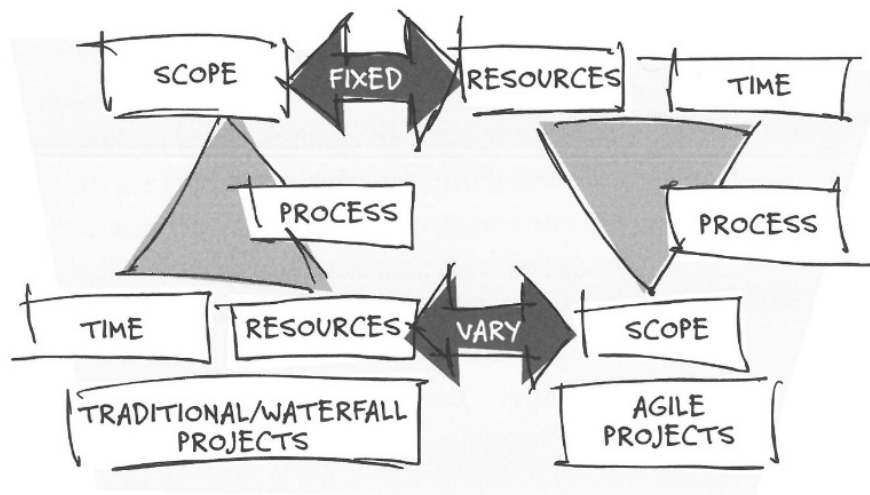 SCOPE
FIXED
RESOURCES
TIME
PROCESS
PROCESS
TIME
RESOURCES
VARY
SCOPE
TRADITIONAL/WATERFALL
PROJECTS
AGILE
PROJECTS